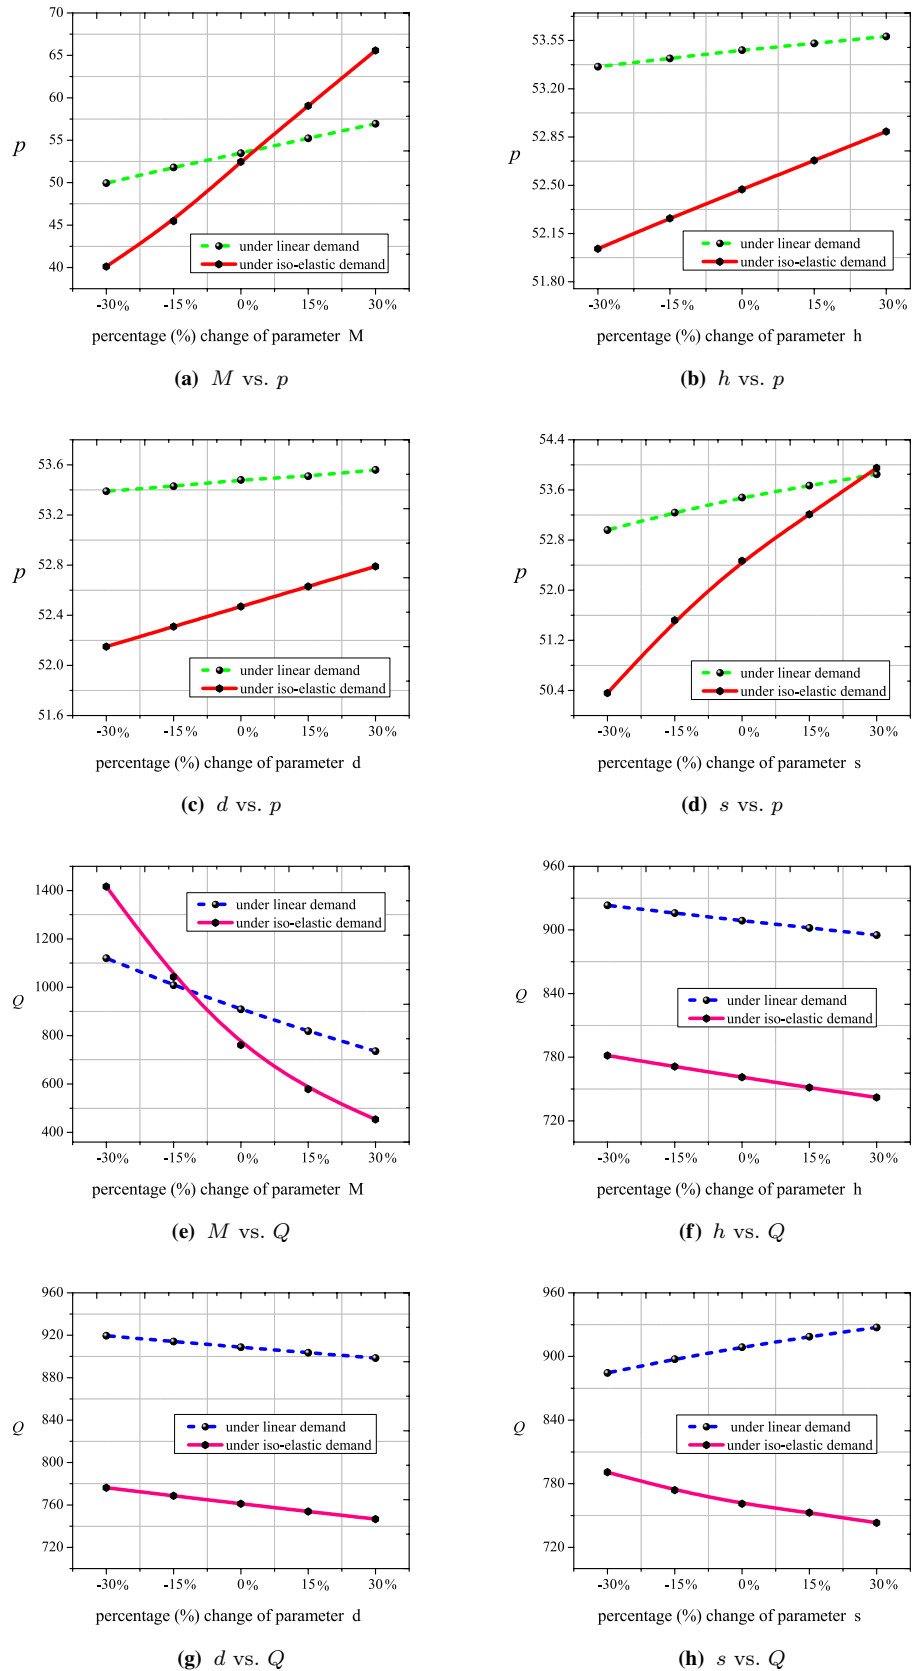 70
65
60
55
50
45
40
p
under linear demand
under iso-elastic demand
-30% -15% 0% 15% 30%
percentage (%) change of parameter M
(a) M vs. p
53.55
53.20
52.85
52.50
52.15
51.80
p
under linear demand
under iso-elastic demand
-30% -15% 0% 15% 30%
percentage (%) change of parameter h
(b) h vs. p
53.6
53.2
52.8
52.4
52.0
51.6
p
under linear demand
under iso-elastic demand
-30% -15% 0% 15% 30%
percentage (%) change of parameter d
(c) d vs. p
54.4
53.6
52.8
52.0
51.2
50.4
p
under linear demand
under iso-elastic demand
-30% -15% 0% 15% 30%
percentage (%) change of parameter s
(d) s vs. p
1400
1200
1000
800
600
400
Q
under linear demand
under iso-elastic demand
-30% -15% 0% 15% 30%
percentage (%) change of parameter M
(e) M vs. Q
960
900
840
780
720
Q
under linear demand
under iso-elastic demand
-30% -15% 0% 15% 30%
percentage (%) change of parameter h
(f) h vs. Q
960
920
880
840
800
760
720
Q
under linear demand
under iso-elastic demand
-30% -15% 0% 15% 30%
percentage (%) change of parameter d
(g) d vs. Q
960
900
840
780
720
Q
under linear demand
under iso-elastic demand
-30% -15% 0% 15% 30%
percentage (%) change of parameter s
(h) s vs. Q